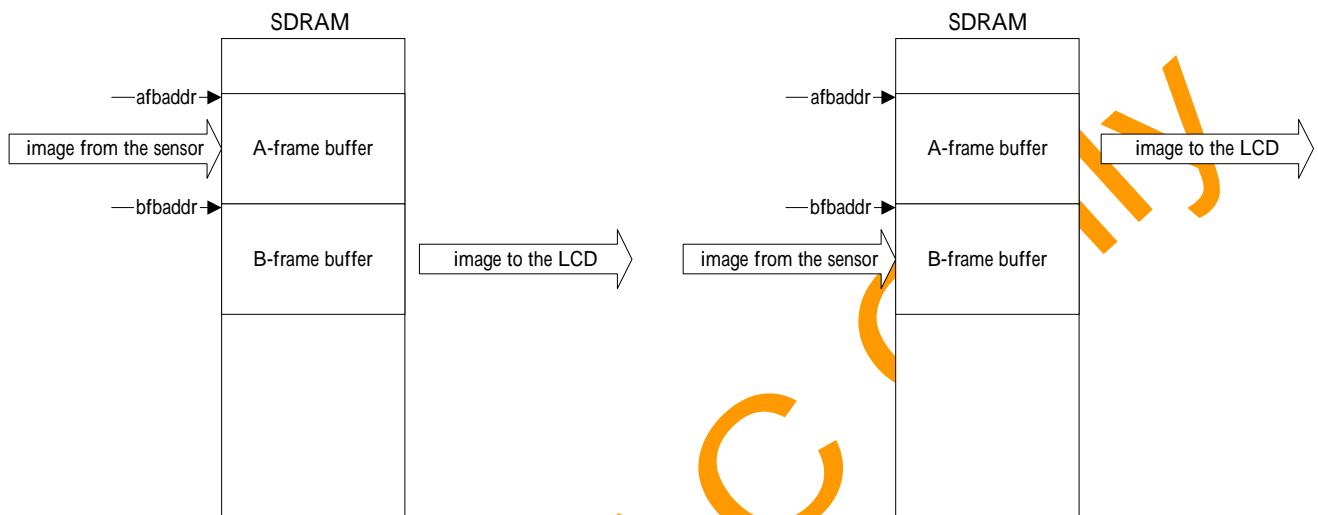 SDRAM
afbaddr
image from the sensor
A-frame buffer
bfbaddr
B-frame buffer
image to the LCD
SDRAM
afbaddr
A-frame buffer
image to the LCD
bfbaddr
image from the sensor
B-frame buffer